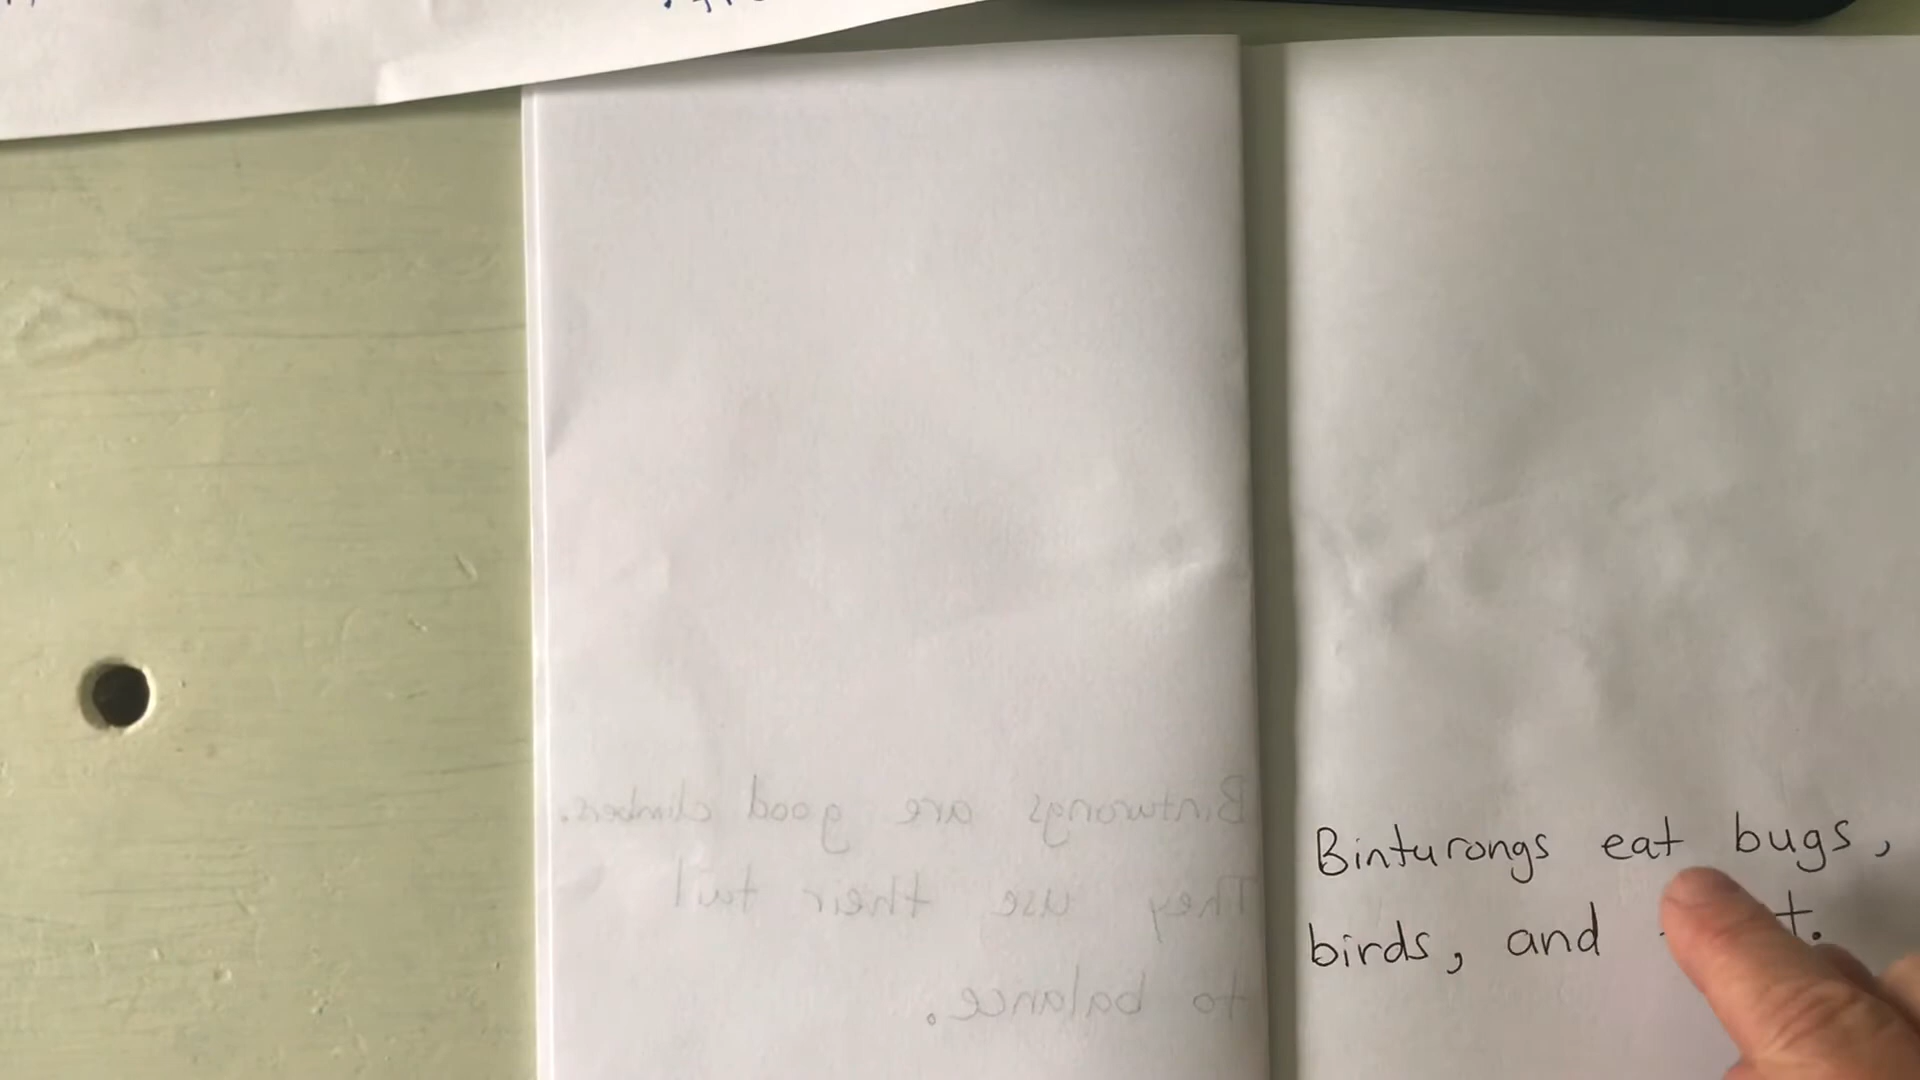 Binturongs are good climbers.
They use their tail
to balance.
Binturongs eat bugs,
birds, and